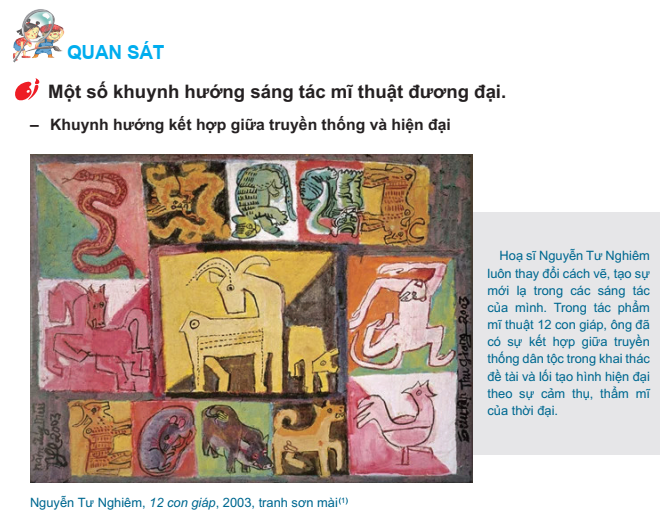 QUAN SÁT
Một số khuynh hướng sáng tác mĩ thuật đương đại.
– Khuynh hướng kết hợp giữa truyền thống và hiện đại
Hoạ sĩ Nguyễn Tư Nghiêm
luôn thay đổi cách vẽ, tạo sự
mới lạ trong các sáng tác
của mình. Trong tác phẩm
mĩ thuật 12 con giáp, ông đã
có sự kết hợp giữa truyền
thống dân tộc trong khai thác
đề tài và lối tạo hình hiện đại
theo sự cảm thụ, thẩm mĩ
của thời đại.
2003
2003
Nguyễn Tư Nghiêm, 12 con giáp, 2003, tranh sơn mài(1)